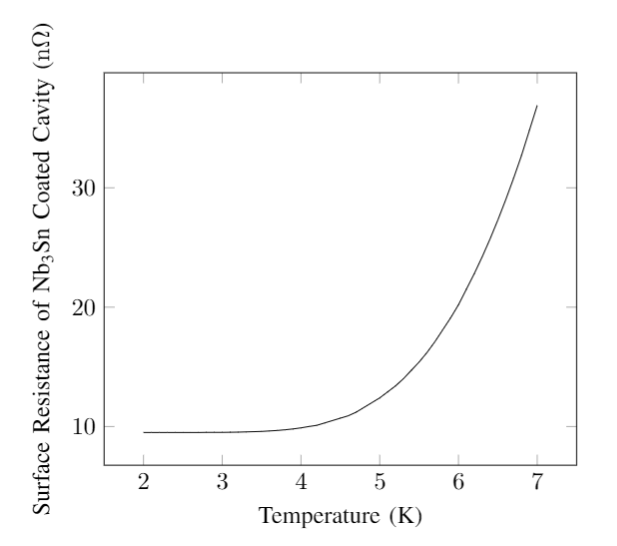 Surface Resistance of Nb₃Sn Coated Cavity (nΩ)
30
20
10
2 3 4 5 6 7
Temperature (K)